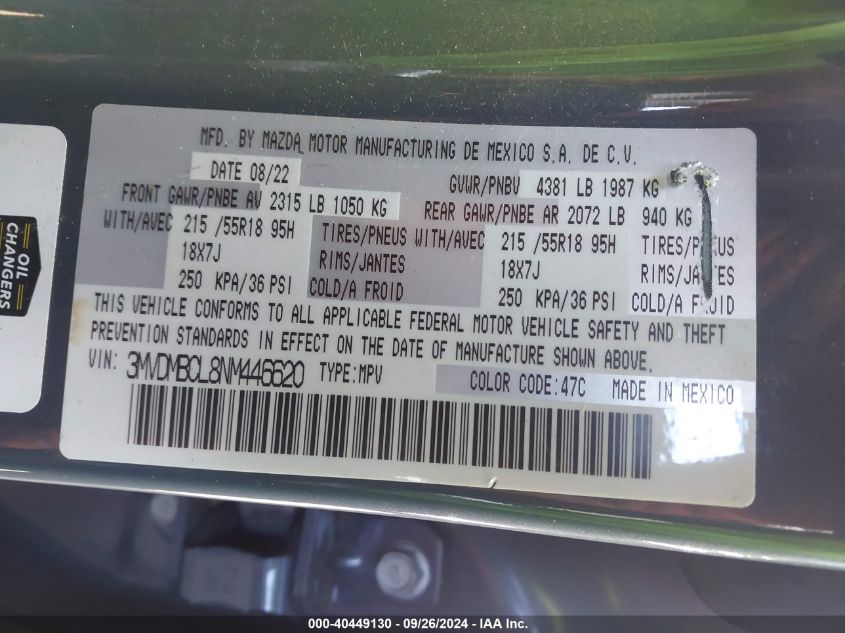 MFD. BY MAZDA MOTOR MANUFACTURING DE MEXICO S.A. DE C.V.
DATE 08/22 GVWR/PNBV 4381 LB 1987 KG
FRONT GAWR/PNBE AV 2315 LB 1050 KG REAR GAWR/PNBE AR 2072 LB 940 KG
WITH/AVEC 215 /55R18 95H TIRES/PNEUS WITH/AVEC 215 /55R18 95H TIRES/PNEUS
18X7J RIMS/JANTES 18X7J RIMS/JANTES
250 KPA/36 PSI COLD/A FROID 250 KPA/36 PSI COLD/A FROID
THIS VEHICLE CONFORMS TO ALL APPLICABLE FEDERAL MOTOR VEHICLE SAFETY AND THEFT
PREVENTION STANDARDS IN EFFECT ON THE DATE OF MANUFACTURE SHOWN ABOVE.
VIN: 3MVDMBCL8NM446620 TYPE:MPV COLOR CODE:47C MADE IN MEXICO
OIL
CHANGERS
000-40449130 - 09/26/2024 - IAA Inc.